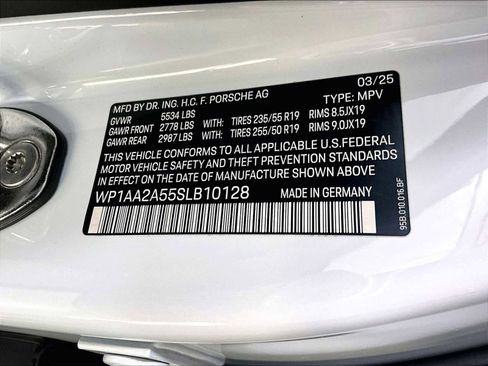 MFD BY DR. ING. H.C. F. PORSCHE AG 03/25
GVWR 5534 LBS TYPE: MPV
GAWR FRONT 2778 LBS WITH TIRES 235/55 R19 RIMS 8.5JX19
GAWR REAR 2987 LBS WITH TIRES 255/50 R19 RIMS 9.0JX19
THIS VEHICLE CONFORMS TO ALL APPLICABLE U.S.FEDERAL
MOTOR VEHICLE SAFETY AND THEFT PREVENTION STANDARDS
IN EFFECT ON THE DATE OF MANUFACTURE SHOWN ABOVE
WP1AA2A55SLB10128 MADE IN GERMANY
95B.010.016.BF